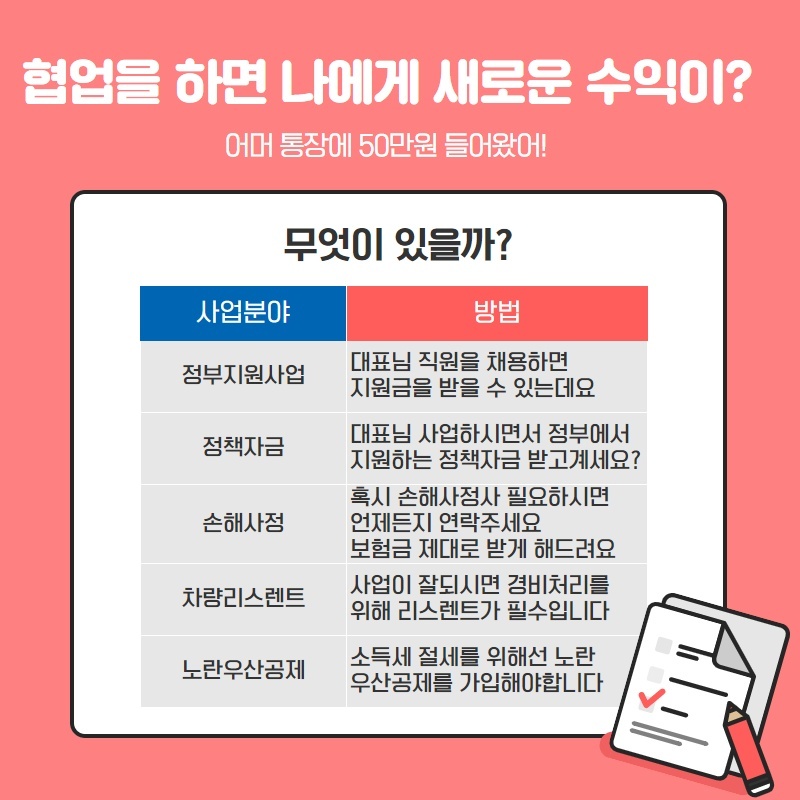 협업을 하면 나에게 새로운 수익이?
어머 통장에 50만원 들어왔어!
무엇이 있을까?
사업분야 방법
정부지원사업
대표님 직원을 채용하면
지원금을 받을 수 있는데요
정책자금
대표님 사업하시면서 정부에서
지원하는 정책자금 받고계세요?
손해사정
혹시 손해사정사 필요하시면
언제든지 연락주세요
보험금 제대로 받게 해드려요
차량리스렌트
사업이 잘되시면 경비처리를
위해 리스렌트가 필수입니다
노란우산공제
소득세 절세를 위해선 노란
우산공제를 가입해야합니다